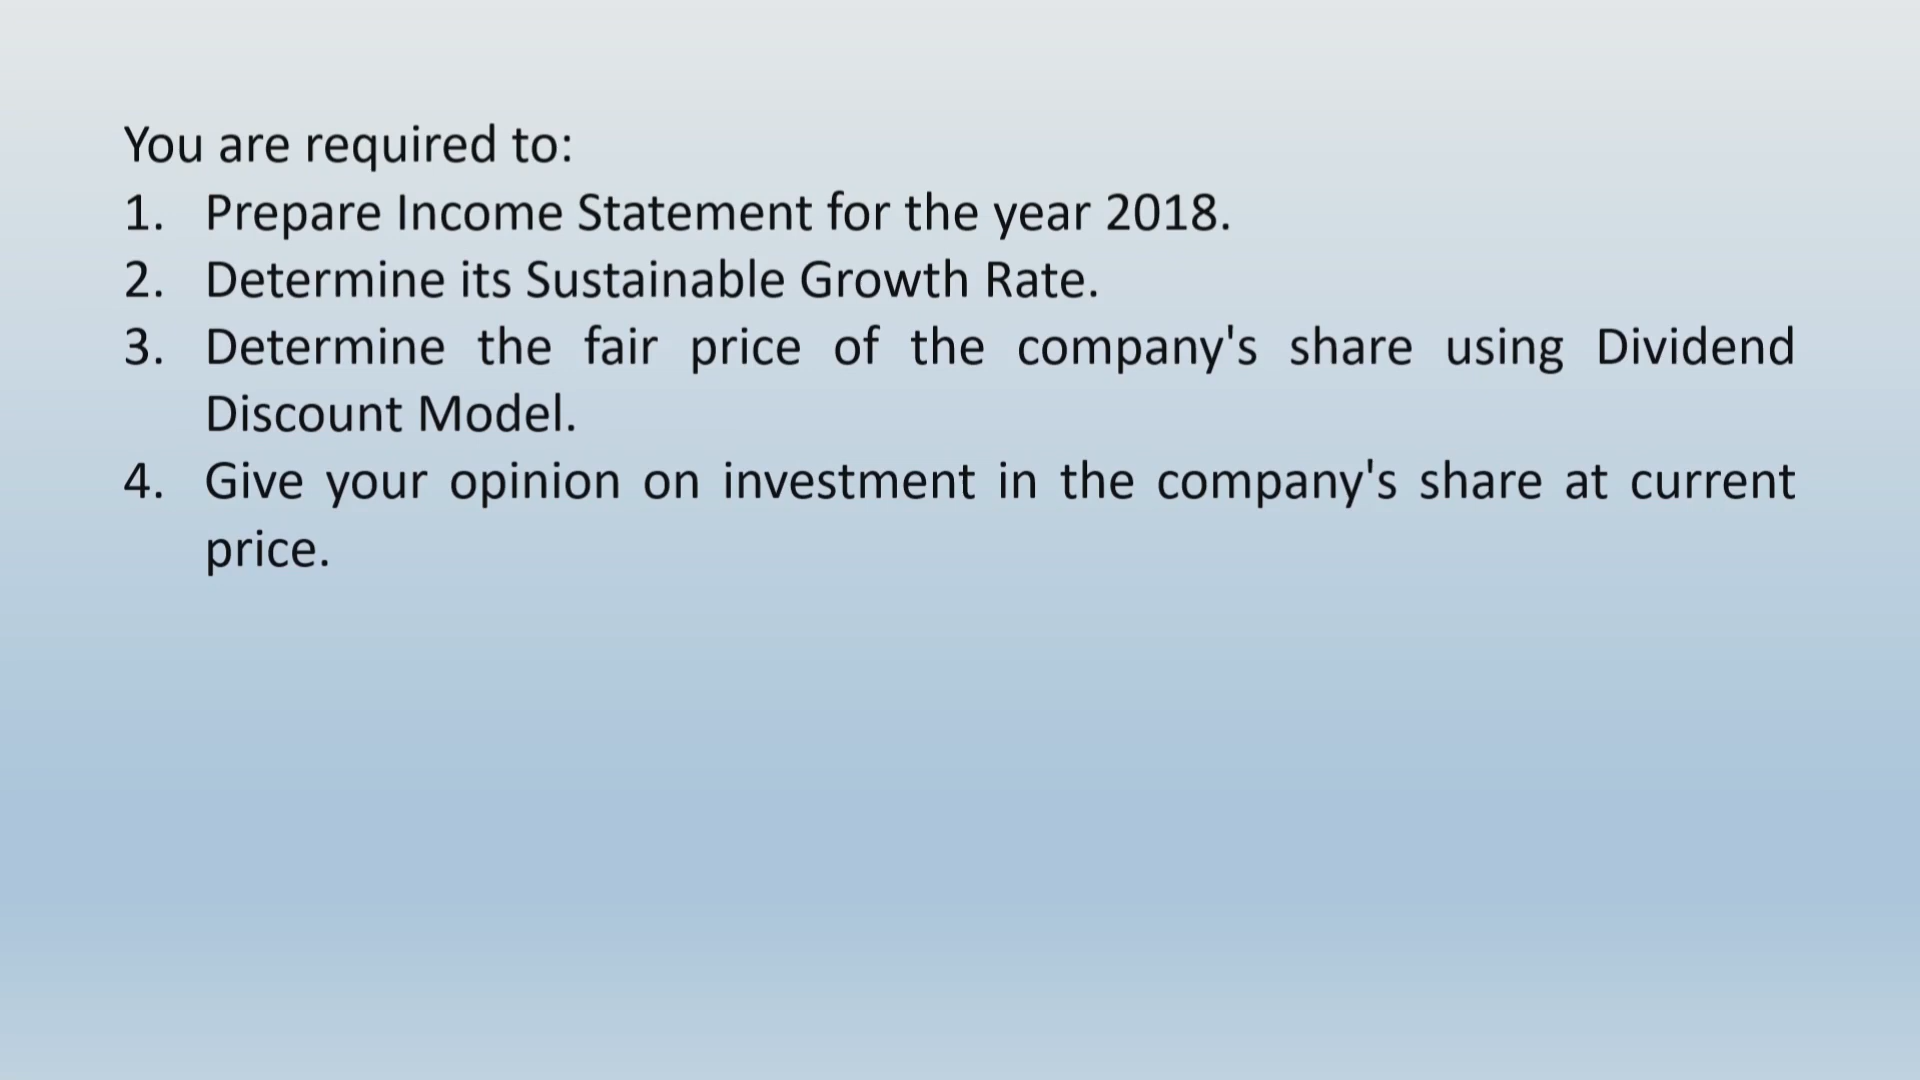 You are required to:
1. Prepare Income Statement for the year 2018.
2. Determine its Sustainable Growth Rate.
3. Determine the fair price of the company's share using Dividend
Discount Model.
4. Give your opinion on investment in the company's share at current
price.